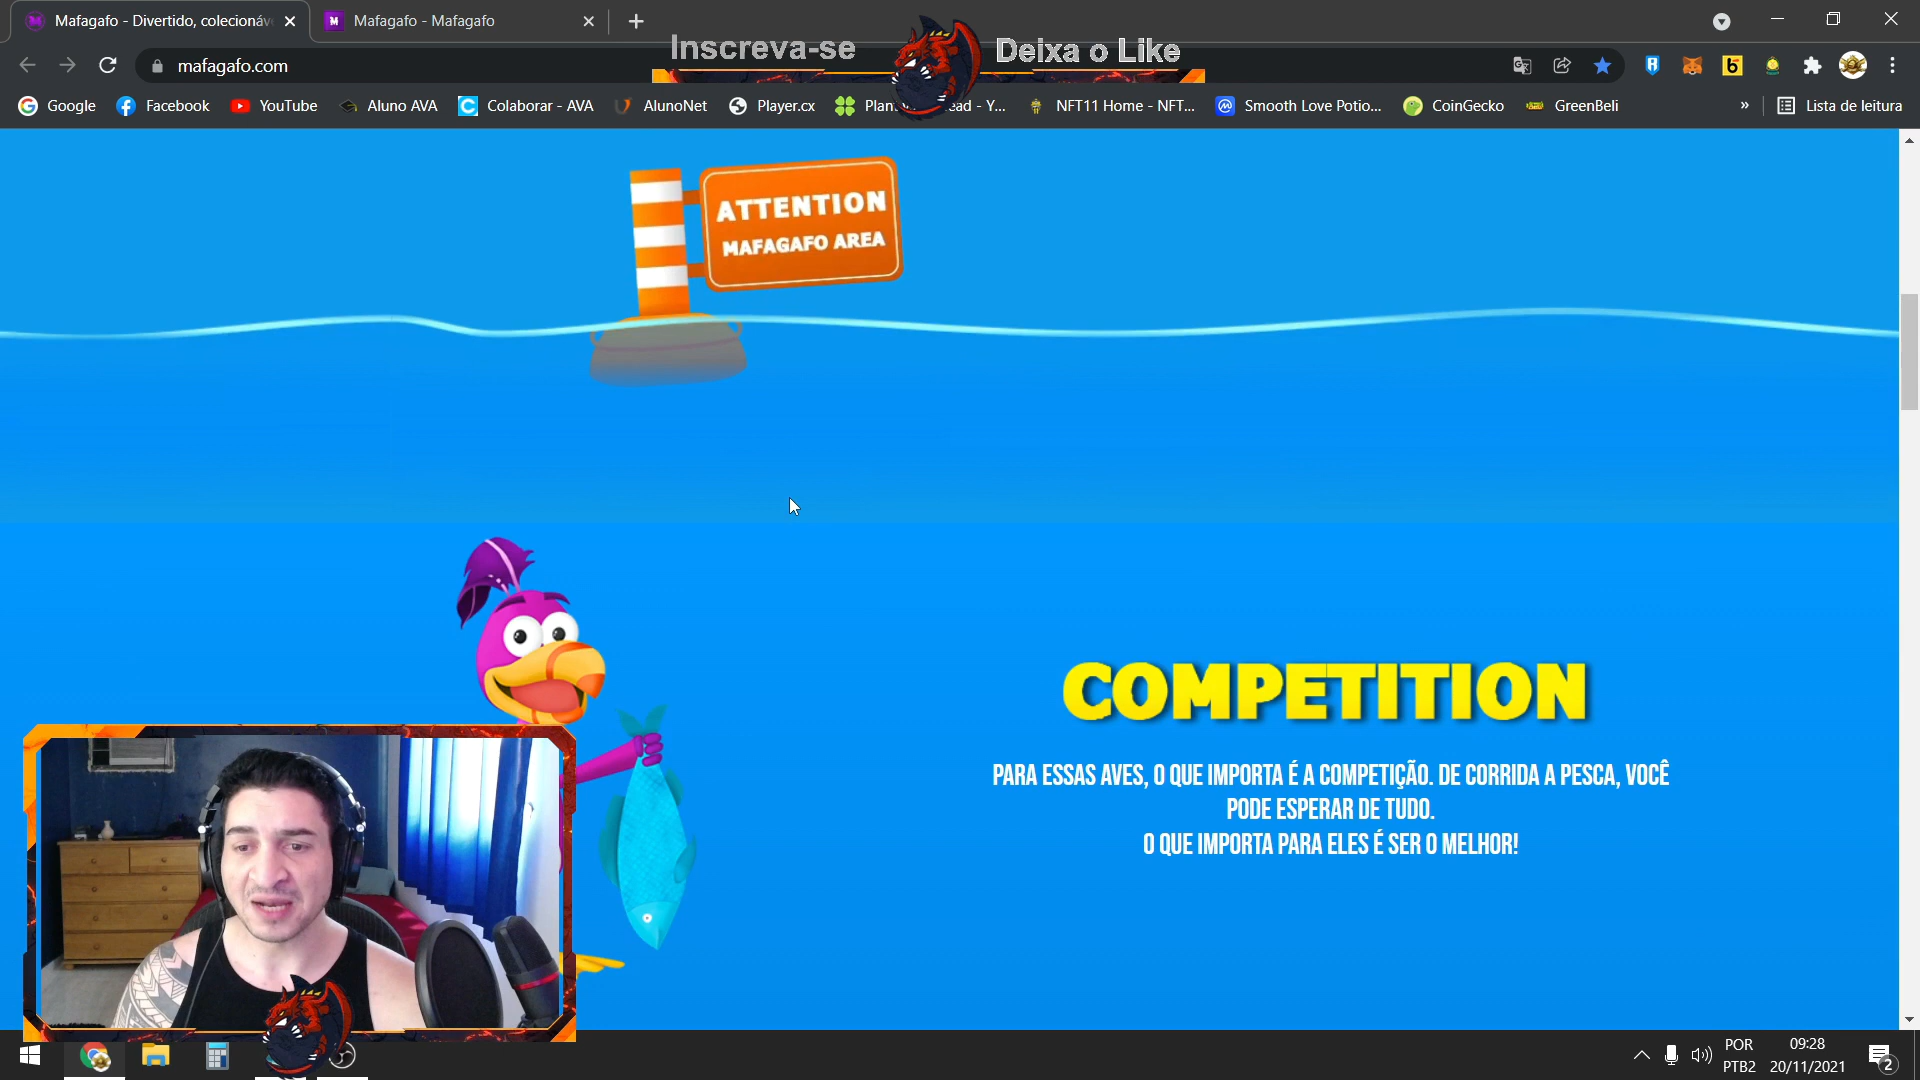 Mafagafo - Divertido, colecionáv
Mafagafo - Mafagafo
Inscreva-se
Deixa o Like
mafagafo.com
Google
Facebook
YouTube
Aluno AVA
Colaborar - AVA
AlunoNet
Player.cx
ead - Y...
NFT11 Home - NFT...
Smooth Love Potio...
CoinGecko
GreenBeli
»
Lista de leitura
ATTENTION
MAFAGAFO AREA
COMPETITION
PARA ESSAS AVES, O QUE IMPORTA É A COMPETIÇÃO. DE CORRIDA A PESCA, VOCÊ
PODE ESPERAR DE TUDO.
O QUE IMPORTA PARA ELES É SER O MELHOR!
POR
PTB2
09:28
20/11/2021
2